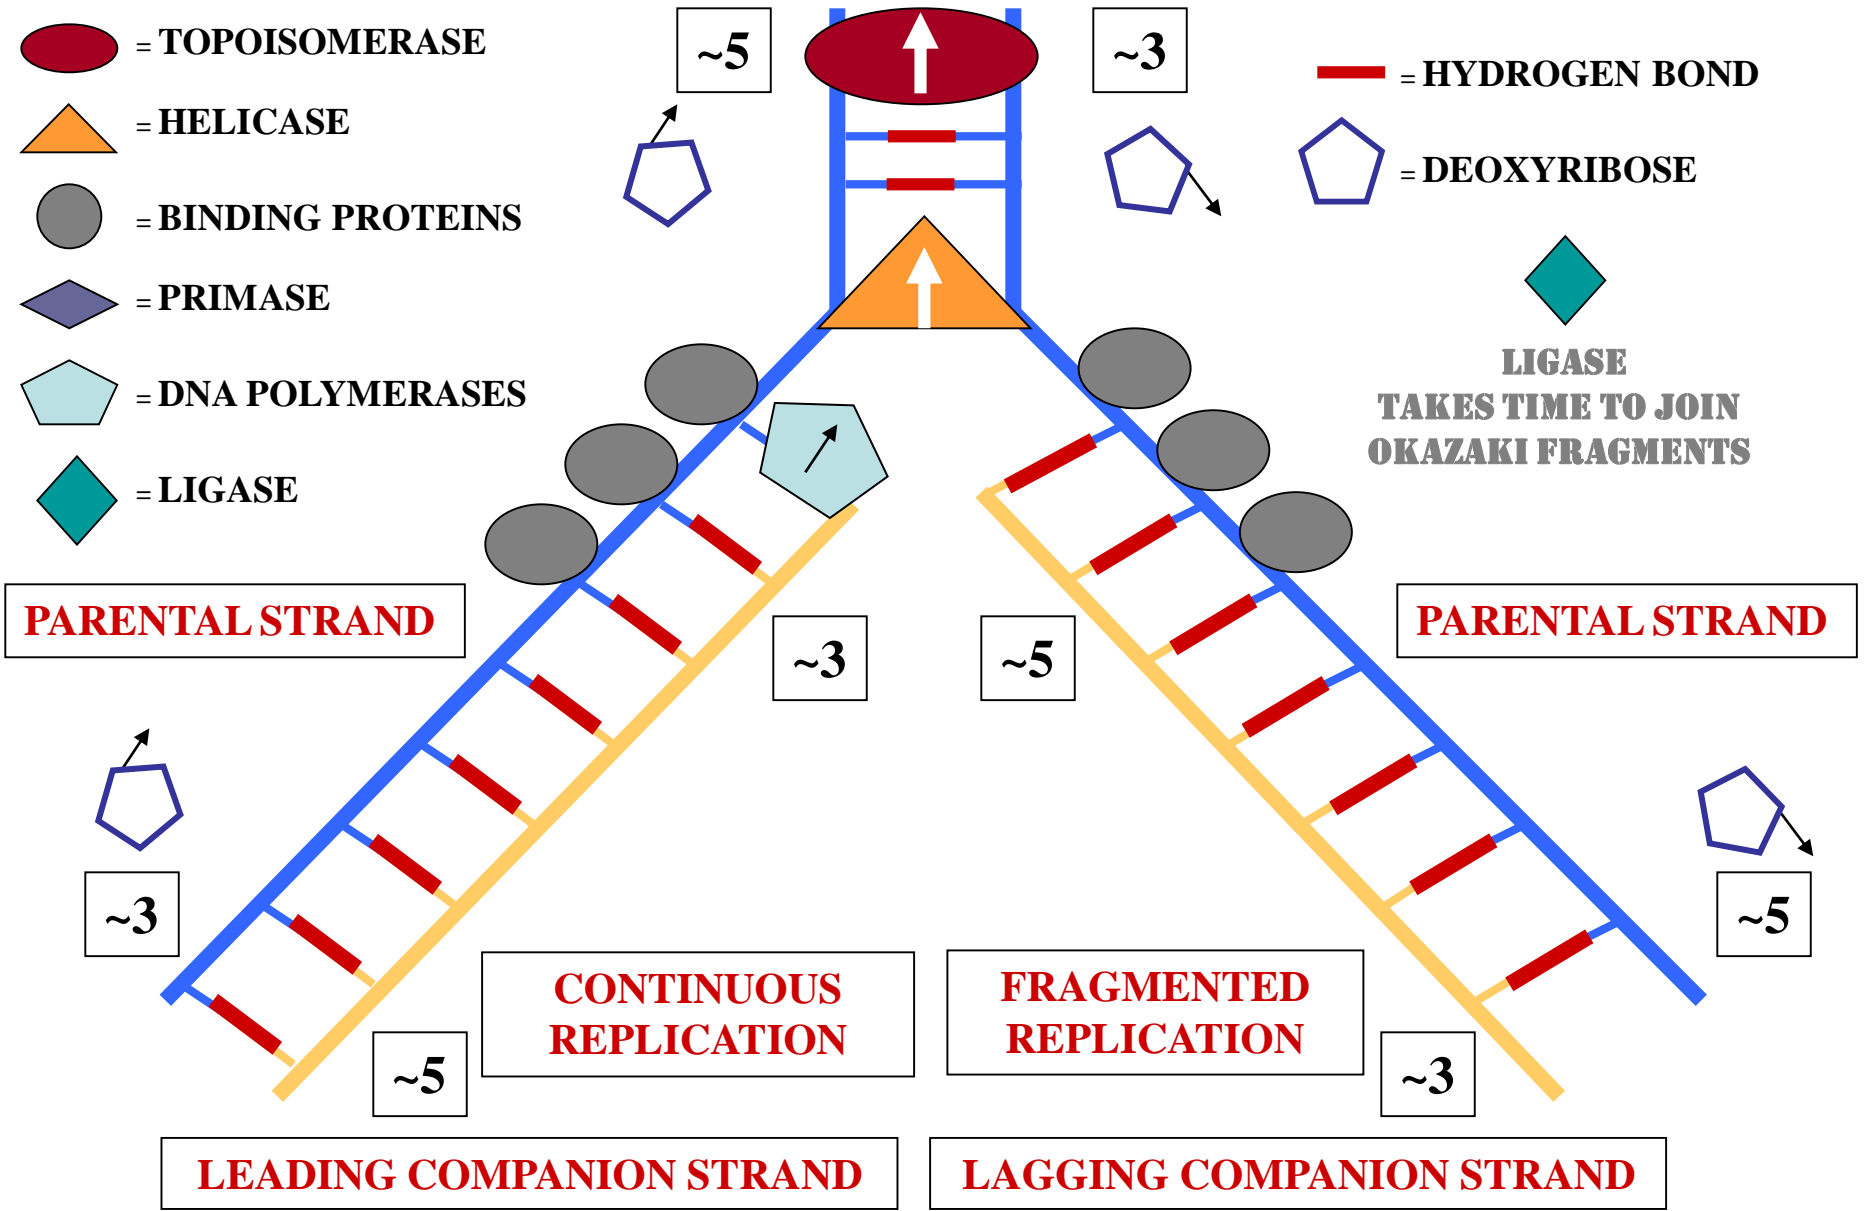 = TOPOISOMERASE
= HELICASE
= BINDING PROTEINS
= PRIMASE
= DNA POLYMERASES
= LIGASE
~5
~3
= HYDROGEN BOND
= DEOXYRIBOSE
LIGASE
TAKES TIME TO JOIN
OKAZAKI FRAGMENTS
PARENTAL STRAND
~3
~5
PARENTAL STRAND
~3
~5
CONTINUOUS
REPLICATION
FRAGMENTED
REPLICATION
~5
~3
LEADING COMPANION STRAND
LAGGING COMPANION STRAND